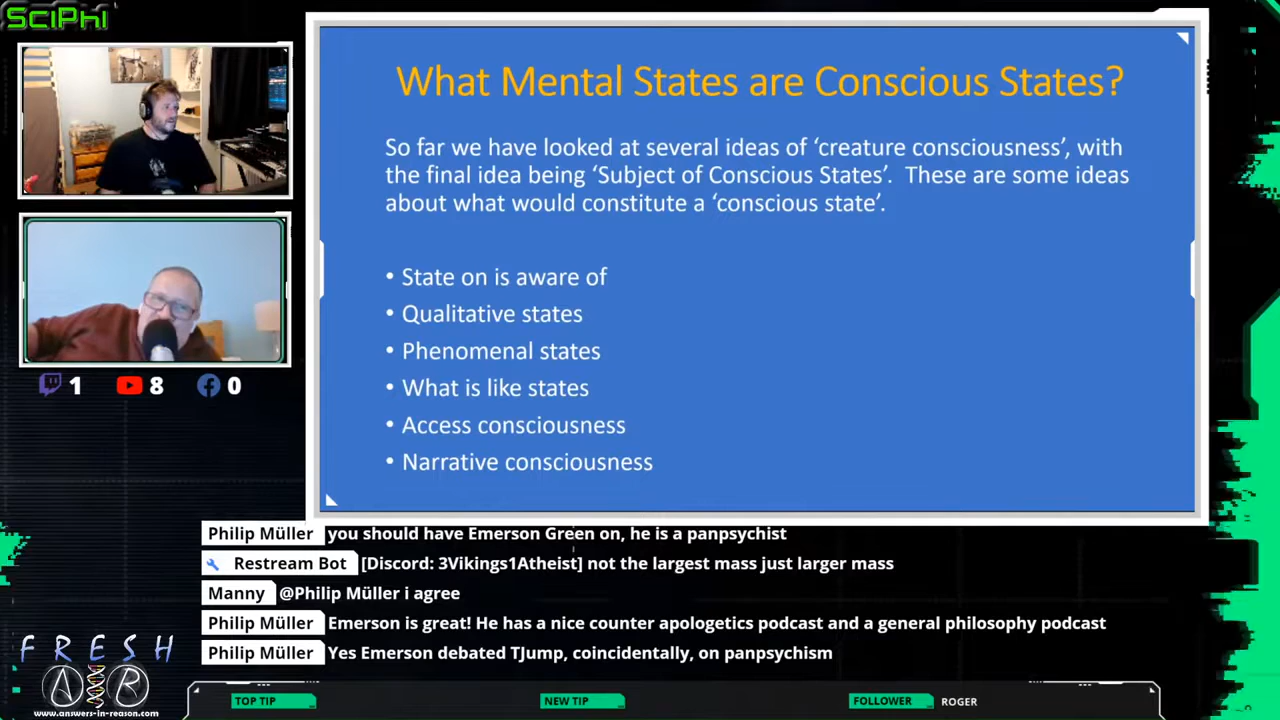 SCIPHI
What Mental States are Conscious States?
So far we have looked at several ideas of ‘creature consciousness’, with
the final idea being ‘Subject of Conscious States’.  These are some ideas
about what would constitute a ‘conscious state’.
• State on is aware of
• Qualitative states
• Phenomenal states
• What is like states
• Access consciousness
• Narrative consciousness
1 8 0
Philip Müller you should have Emerson Green on, he is a panpsychist
Restream Bot [Discord: 3Vikings1Atheist] not the largest mass just larger mass
Manny @Philip Müller i agree
Philip Müller Emerson is great! He has a nice counter apologetics podcast and a general philosophy podcast
Philip Müller Yes Emerson debated TJump, coincidentally, on panpsychism
FRESH
A R
www.answers-in-reason.com
TOP TIP NEW TIP FOLLOWER ROGER